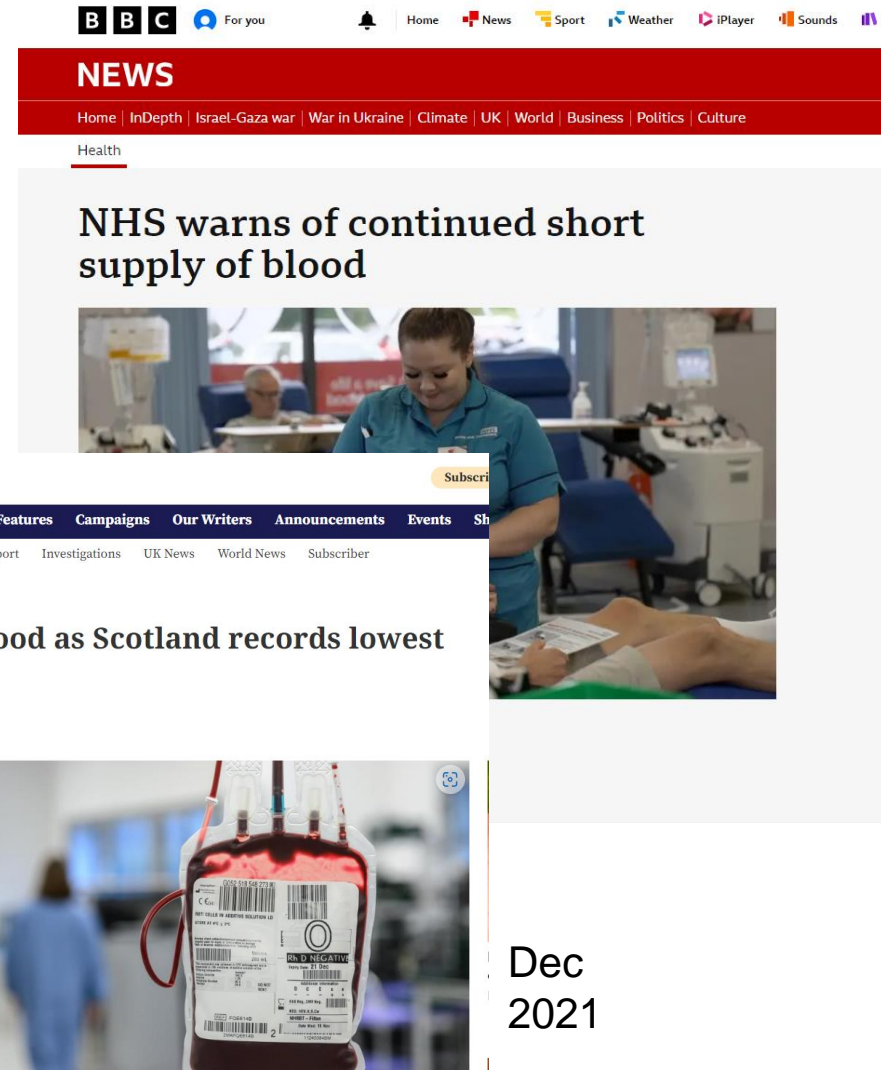 BBC For you Home News Sport Weather iPlayer Sounds
NEWS
Home | InDepth | Israel-Gaza war | War in Ukraine | Climate | UK | World | Business | Politics | Culture
Health
NHS warns of continued short
supply of blood
Subscri
Features Campaigns Our Writers Announcements Events Sh
ort Investigations UK News World News Subscriber
ood as Scotland records lowest
O
Rh D NEGATIVE
21 Dec
Dec
2021